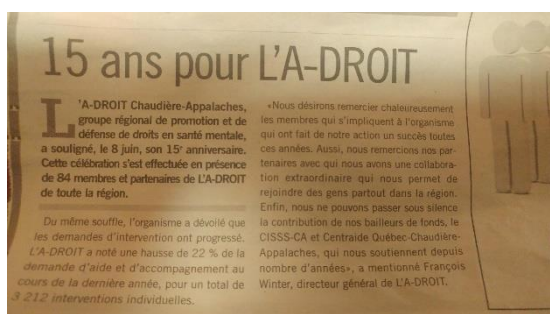 15 ans pour L'A-DROIT
L'A-DROIT Chaudière-Appalaches,
groupe régional de promotion et de
défense de droits en santé mentale,
a souligné, le 8 juin, son 15e anniversaire.
Cette célébration s'est effectuée en présence
de 84 membres et partenaires de L'A-DROIT
de toute la région.
Du même souffle, l'organisme a dévoilé que
les demandes d'intervention ont progressé.
L'A-DROIT a noté une hausse de 22 % de la
demande d'aide et d'accompagnement au
cours de la dernière année, pour un total de
3 212 interventions individuelles.
«Nous désirons remercier chaleureusement
les membres qui s'impliquent à l'organisme
qui ont fait de notre action un succès toutes
ces années. Aussi, nous remercions nos par-
tenaires avec qui nous avons une collabora-
tion extraordinaire qui nous permet de
rejoindre des gens partout dans la région.
Enfin, nous ne pouvons passer sous silence
la contribution de nos bailleurs de fonds, le
CISSS-CA et Centraide Québec-Chaudière-
Appalaches, qui nous soutiennent depuis
nombre d'années», a mentionné François
Winter, directeur général de L'A-DROIT.